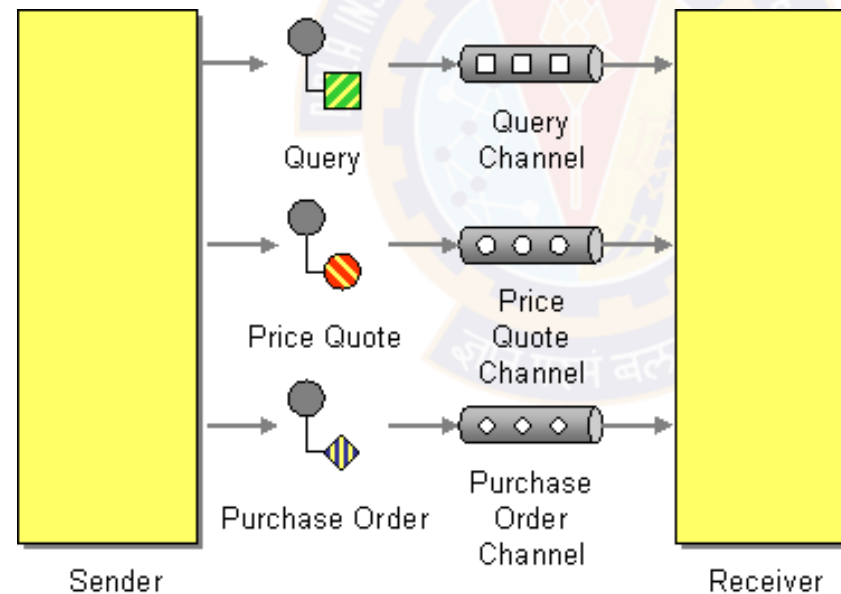 Query
Query
Channel
Price Quote
Price
Quote
Channel
Purchase Order
Purchase
Order
Channel
Sender
Receiver